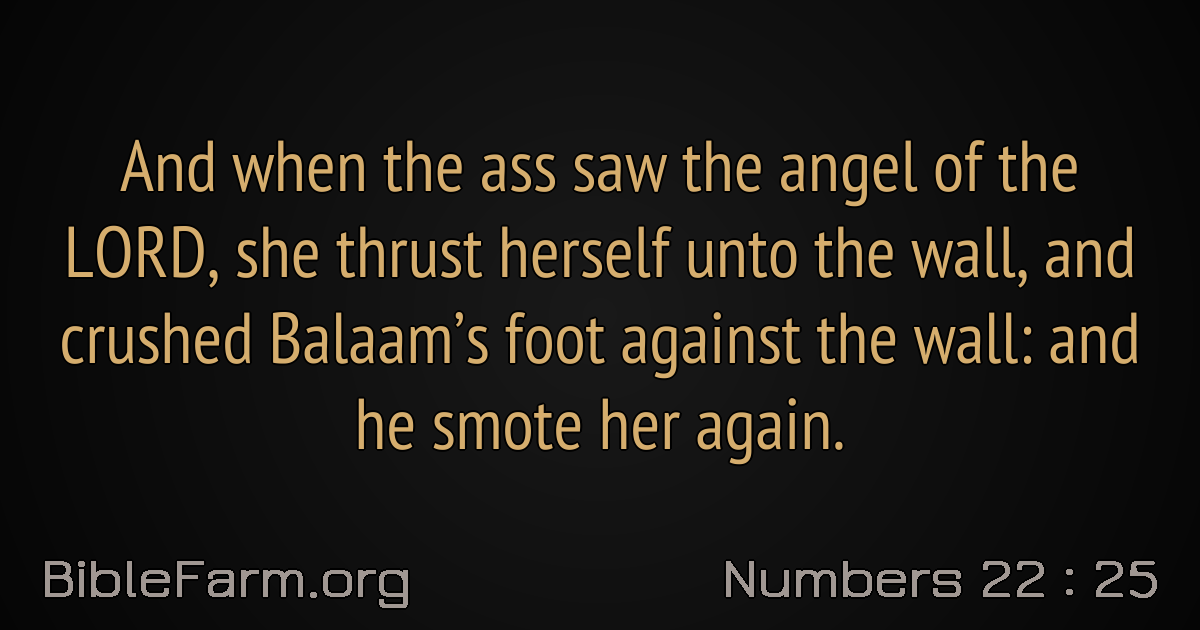 And when the ass saw the angel of the
LORD, she thrust herself unto the wall, and
crushed Balaam’s foot against the wall: and
he smote her again.
BibleFarm.org
Numbers 22 : 25